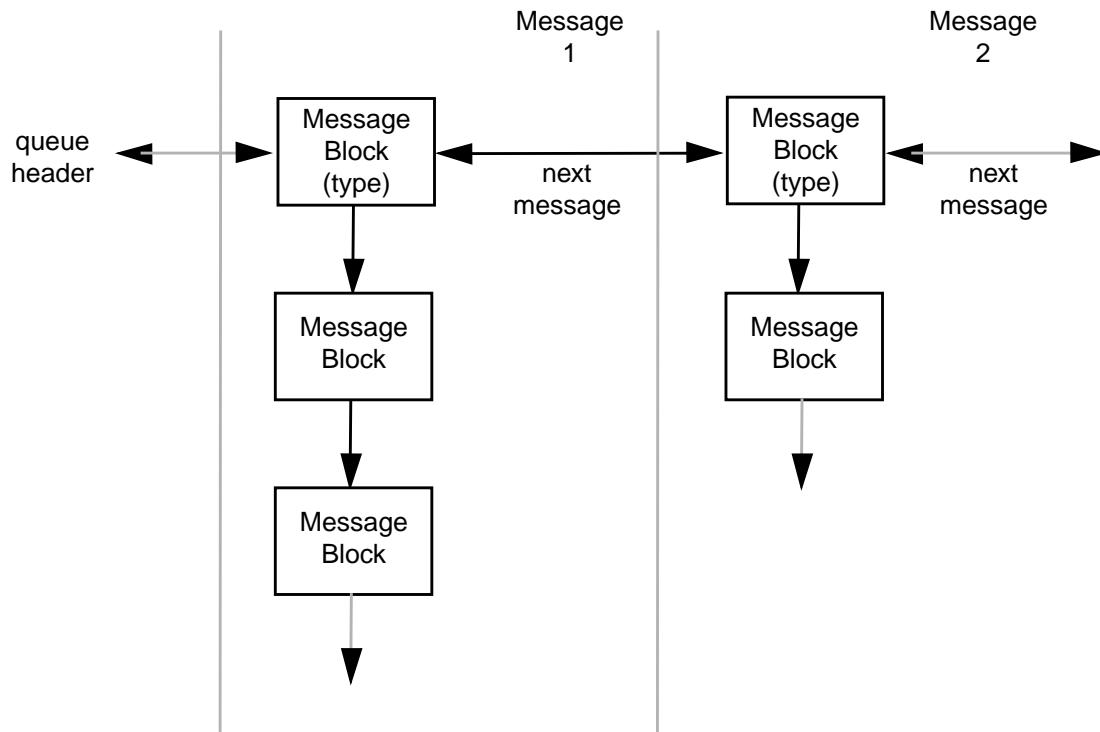 Message
1
Message
2
queue
header
Message
Block
(type)
next
message
Message
Block
(type)
next
message
Message
Block
Message
Block
Message
Block